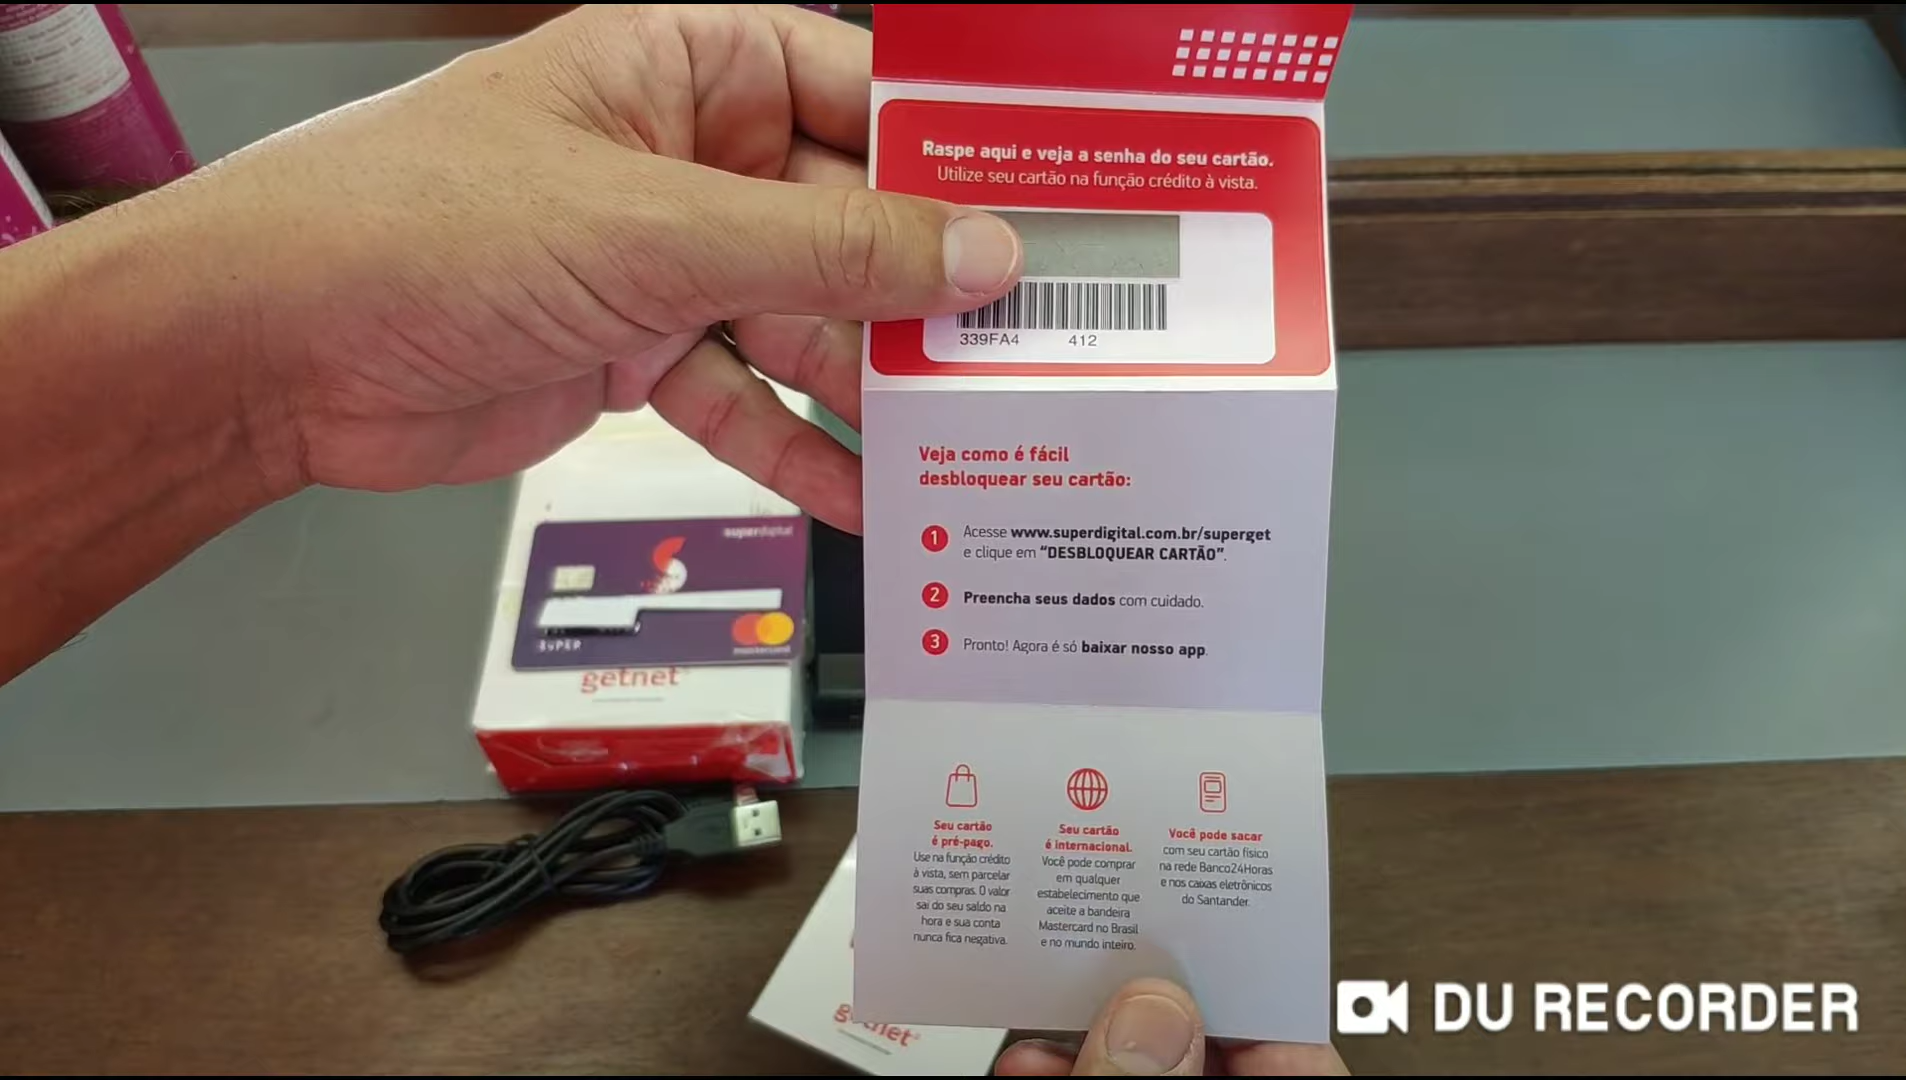 Raspe aqui e veja a senha do seu cartão.
Utilize seu cartão na função crédito à vista.
339FA4 412
Veja como é fácil
desbloquear seu cartão:
1 Acesse www.superdigital.com.br/superget
e clique em “DESBLOQUEAR CARTÃO”.
2 Preencha seus dados com cuidado.
3 Pronto! Agora é só baixar nosso app.
Seu cartão
é pré-pago.
Use na função crédito
à vista, sem parcelar
suas compras. O valor
sai do seu saldo na
hora e sua conta
nunca fica negativa.
Seu cartão
é internacional.
Você pode comprar
em qualquer
estabelecimento que
aceite a bandeira
Mastercard no Brasil
e no mundo inteiro.
Você pode sacar
com seu cartão físico
na rede Banco24Horas
e nos caixas eletrônicos
do Santander.
superdigital
SUPER
mastercard
getnet
getnet
DU RECORDER